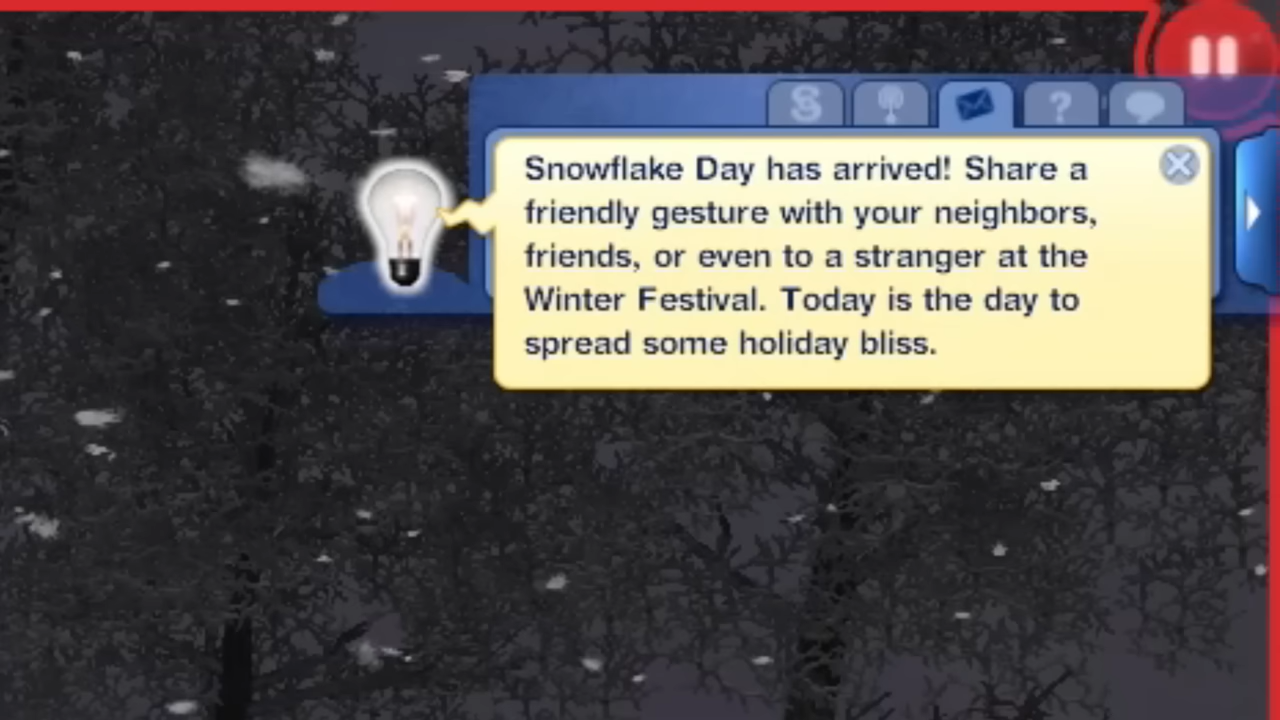 S
?
Snowflake Day has arrived! Share a
friendly gesture with your neighbors,
friends, or even to a stranger at the
Winter Festival. Today is the day to
spread some holiday bliss.